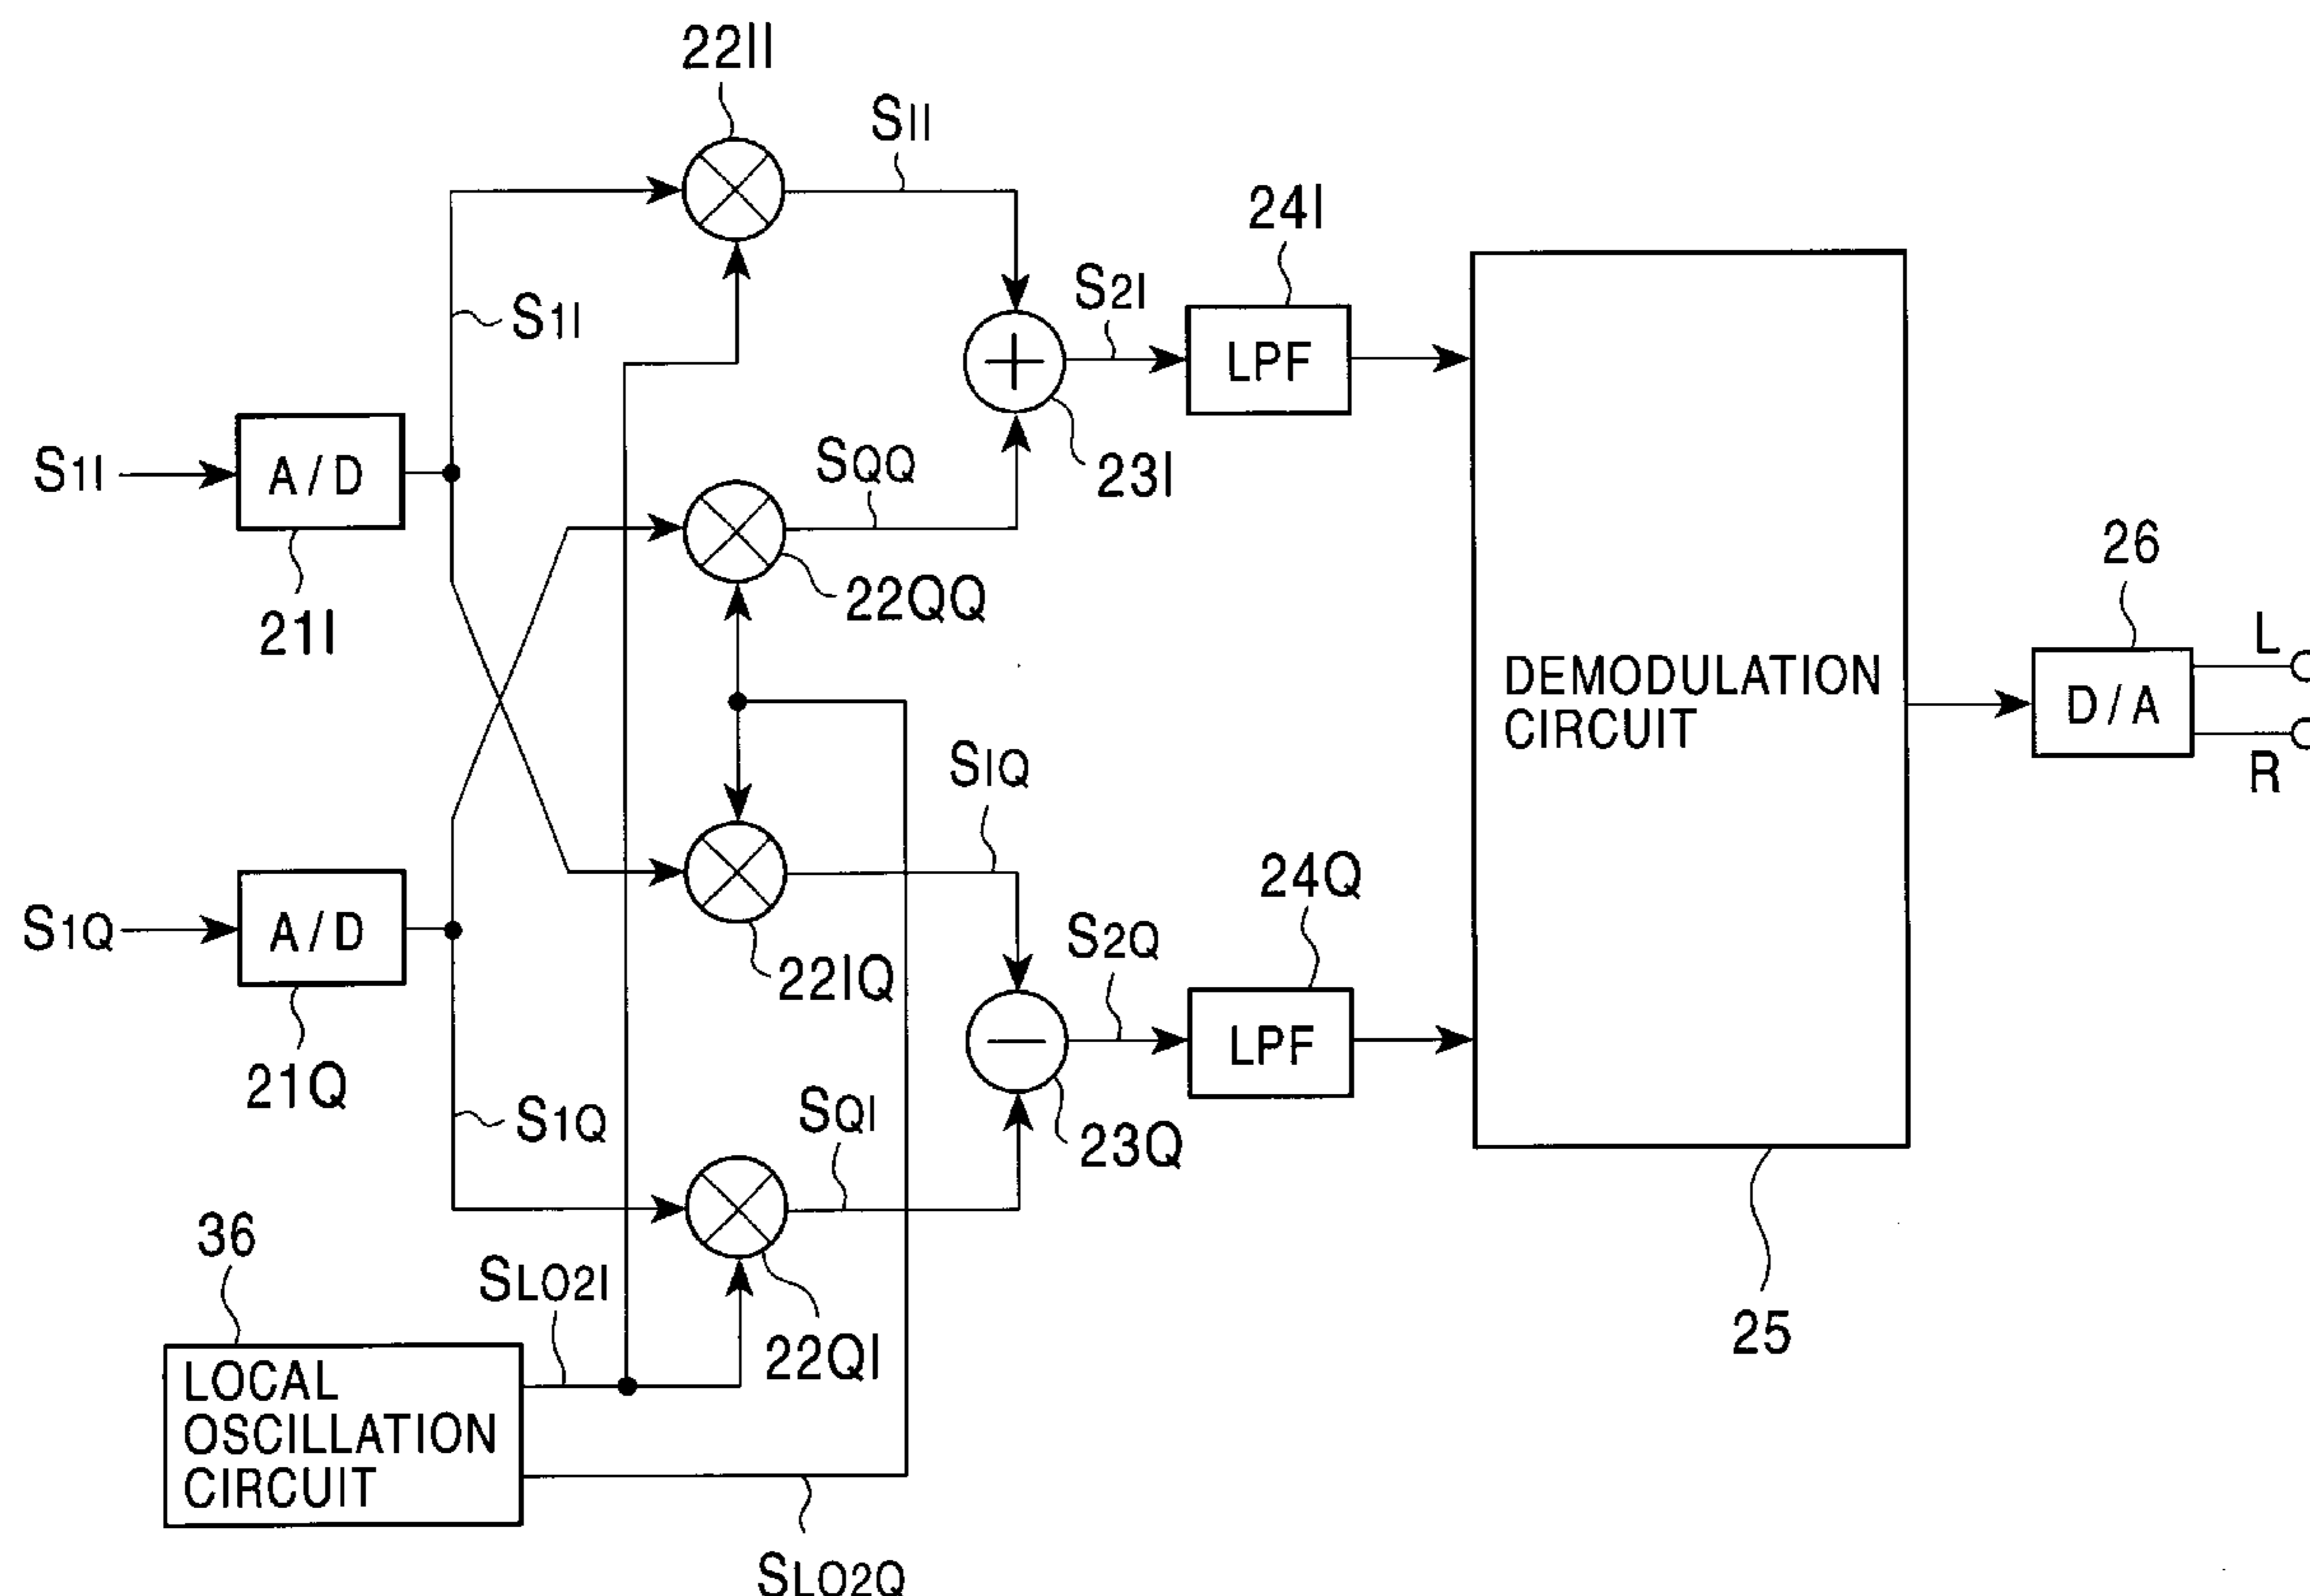 22II
SII
24I
S1I
S2I
LPF
S1I
A/D
SQQ
23I
21I
22QQ
26
L
DEMODULATION
CIRCUIT
D/A
R
SIQ
24Q
S1Q
A/D
22IQ
S2Q
LPF
21Q
S1Q
SQI
23Q
36
SLO2I
22QI
25
LOCAL
OSCILLATION
CIRCUIT
SLO2Q